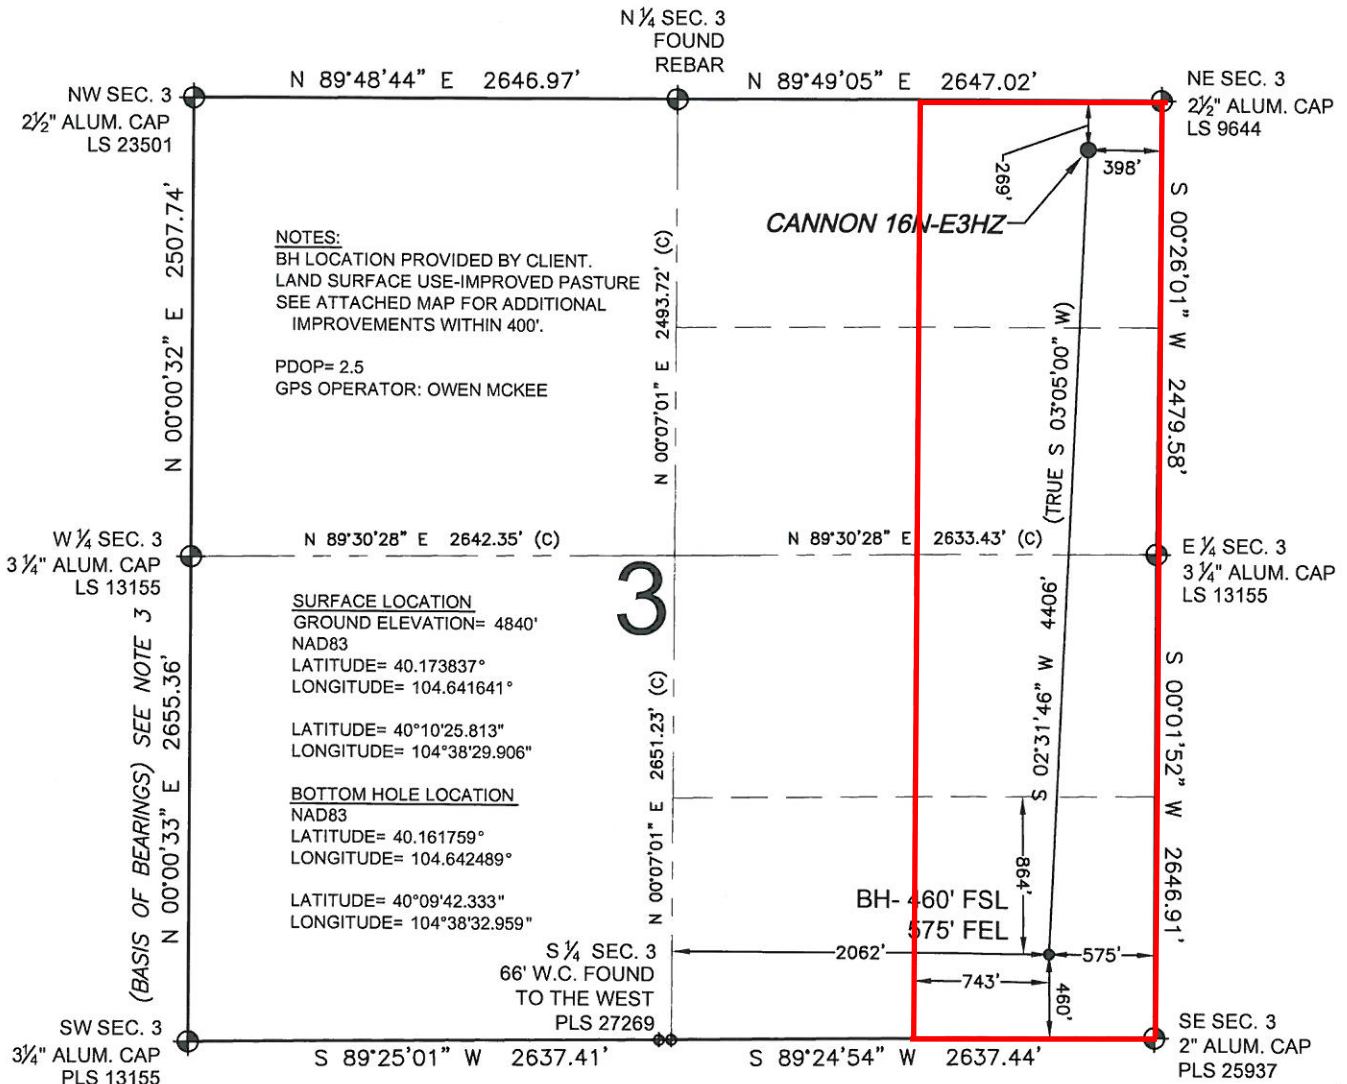 N ¼ SEC. 3
FOUND
REBAR
N 89°48'44" E 2646.97'
N 89°49'05" E 2647.02'
NW SEC. 3
2½" ALUM. CAP
LS 23501
NE SEC. 3
2½" ALUM. CAP
LS 9644
269'
398'
CANNON 16N-E3HZ
N 00°00'32" E 2507.74'
NOTES:
BH LOCATION PROVIDED BY CLIENT.
LAND SURFACE USE-IMPROVED PASTURE
SEE ATTACHED MAP FOR ADDITIONAL
IMPROVEMENTS WITHIN 400'.
PDOP= 2.5
GPS OPERATOR: OWEN MCKEE
N 00°07'01" E 2493.72' (C)
S 00°26'01" W 2479.58'
S 02°31'46" W 4406' (TRUE S 03°05'00" W)
W ¼ SEC. 3
3 ¼" ALUM. CAP
LS 13155
N 89°30'28" E 2642.35' (C)
N 89°30'28" E 2633.43' (C)
E ¼ SEC. 3
3 ¼" ALUM. CAP
LS 13155
3
SURFACE LOCATION
GROUND ELEVATION= 4840'
NAD83
LATITUDE= 40.173837°
LONGITUDE= 104.641641°
LATITUDE= 40°10'25.813"
LONGITUDE= 104°38'29.906"
BOTTOM HOLE LOCATION
NAD83
LATITUDE= 40.161759°
LONGITUDE= 104.642489°
LATITUDE= 40°09'42.333"
LONGITUDE= 104°38'32.959"
(BASIS OF BEARINGS) SEE NOTE 3
N 00°00'33" E 2655.36'
N 00°07'01" E 2651.23' (C)
S 00°01'52" W 2646.91'
864'
BH- 460' FSL
575' FEL
2062'
575'
743'
460'
S ¼ SEC. 3
66' W.C. FOUND
TO THE WEST
PLS 27269
SW SEC. 3
3¼" ALUM. CAP
PLS 13155
S 89°25'01" W 2637.41'
S 89°24'54" W 2637.44'
SE SEC. 3
2" ALUM. CAP
PLS 25937